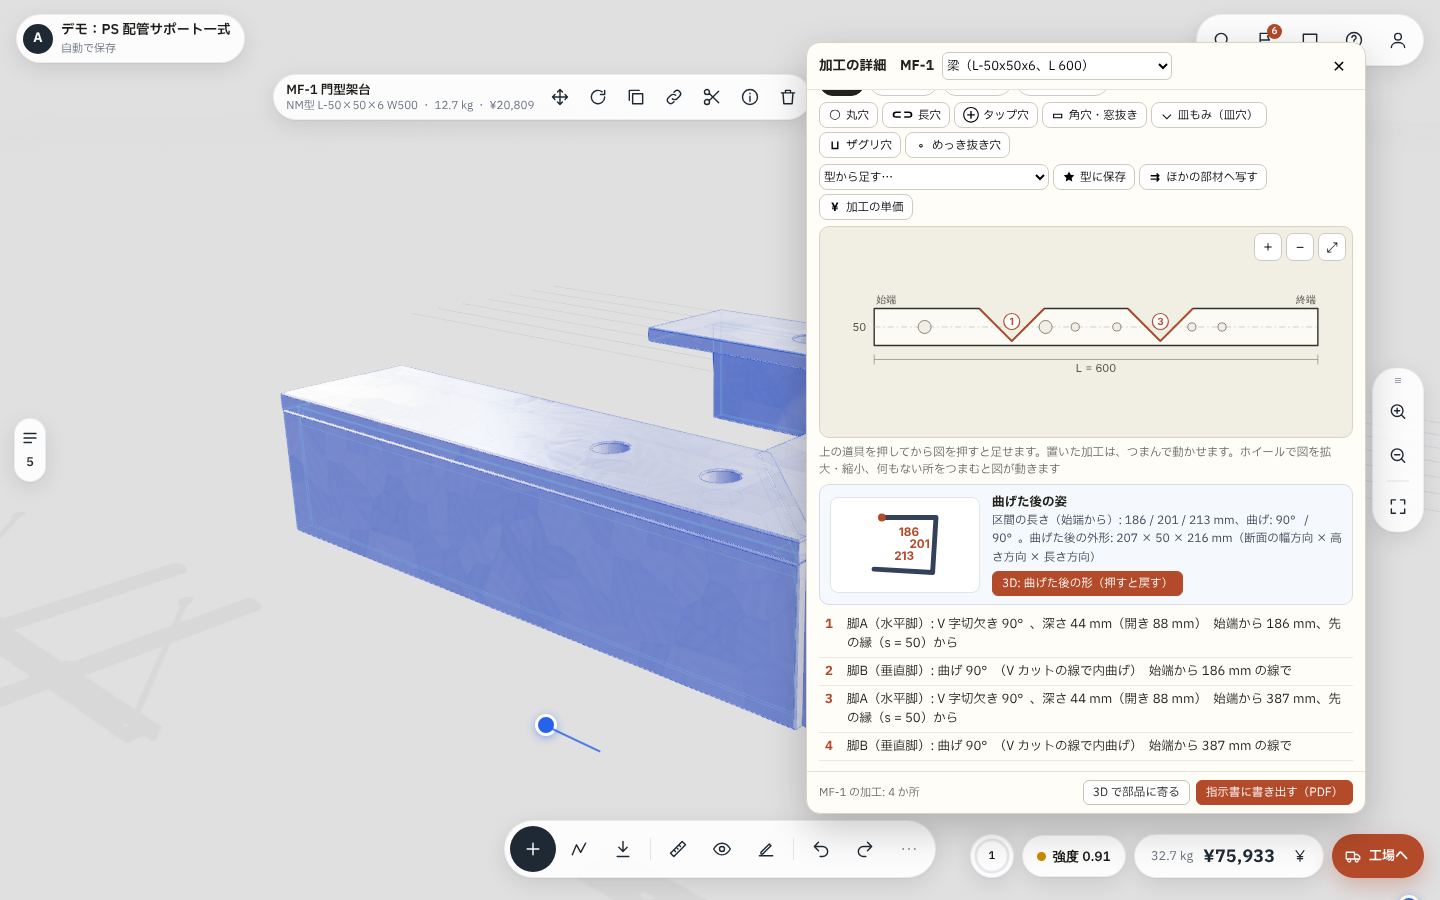 A
デモ：PS 配管サポート一式
自動で保存
6
MF-1 門型架台
NM型 L-50×50×6 W500 ・ 12.7 kg ・ ¥20,809
加工の詳細 MF-1 梁（L-50x50x6、L 600）
丸穴 長穴 タップ穴 角穴・窓抜き 皿もみ（皿穴）
ザグリ穴 めっき抜き穴
型から足す… 型に保存 ほかの部材へ写す
¥ 加工の単価
+ −
始端 終端
50 1 3
L = 600
上の道具を押してから図を押すと足せます。置いた加工は、つまんで動かせます。ホイールで図を拡
大・縮小、何もない所をつまむと図が動きます
曲げた後の姿
区間の長さ（始端から）: 186 / 201 / 213 mm、曲げ: 90° /
90° 。曲げた後の外形: 207 × 50 × 216 mm（断面の幅方向 × 高
さ方向 × 長さ方向）
186
201
213
3D: 曲げた後の形（押すと戻す）
1 脚A（水平脚）: V 字切欠き 90° 、深さ 44 mm（開き 88 mm） 始端から 186 mm、先
の縁（s = 50）から
2 脚B（垂直脚）: 曲げ 90° （V カットの線で内曲げ） 始端から 186 mm の線で
3 脚A（水平脚）: V 字切欠き 90° 、深さ 44 mm（開き 88 mm） 始端から 387 mm、先
の縁（s = 50）から
4 脚B（垂直脚）: 曲げ 90° （V カットの線で内曲げ） 始端から 387 mm の線で
MF-1 の加工: 4 か所 3D で部品に寄る 指示書に書き出す（PDF）
5
1 強度 0.91 32.7 kg ¥75,933 ¥ 工場へ